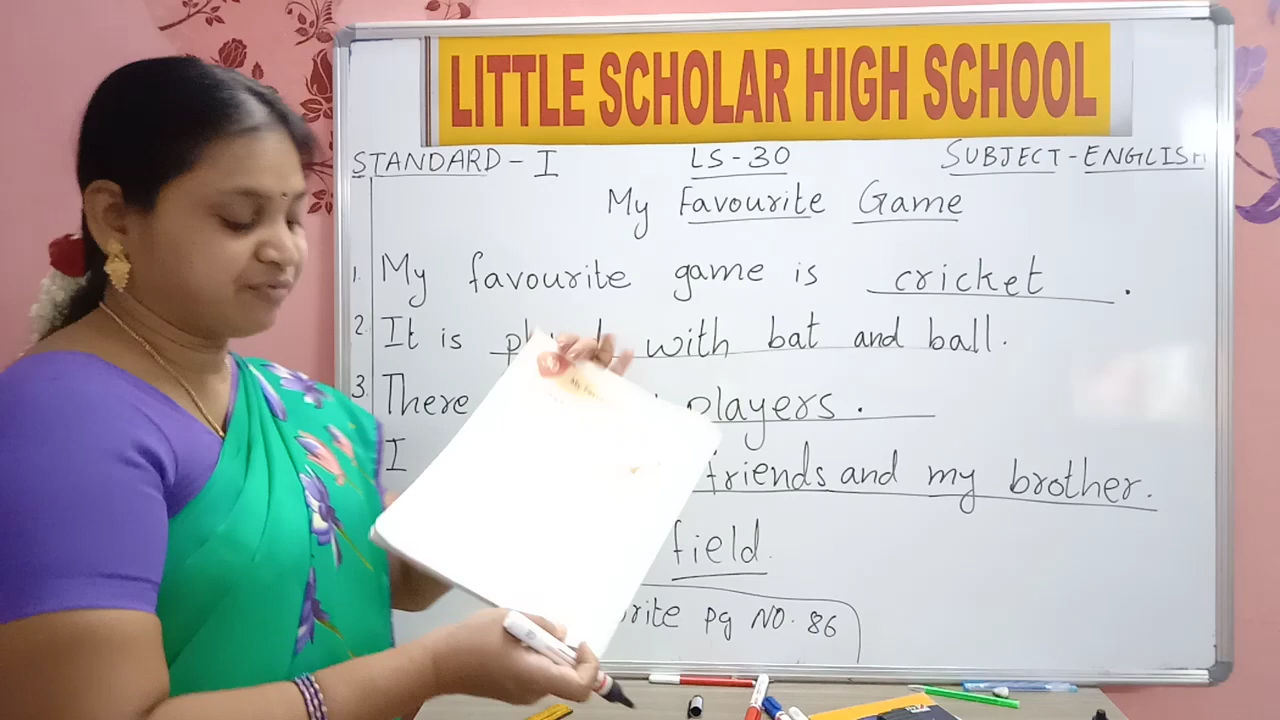 LITTLE SCHOLAR HIGH SCHOOL
STANDARD - I LS - 30 SUBJECT - ENGLISH
My Favourite Game
1. My favourite game is cricket .
2. It is with bat and ball.
3. There players .
I friends and my brother.
field.
pg NO. 86